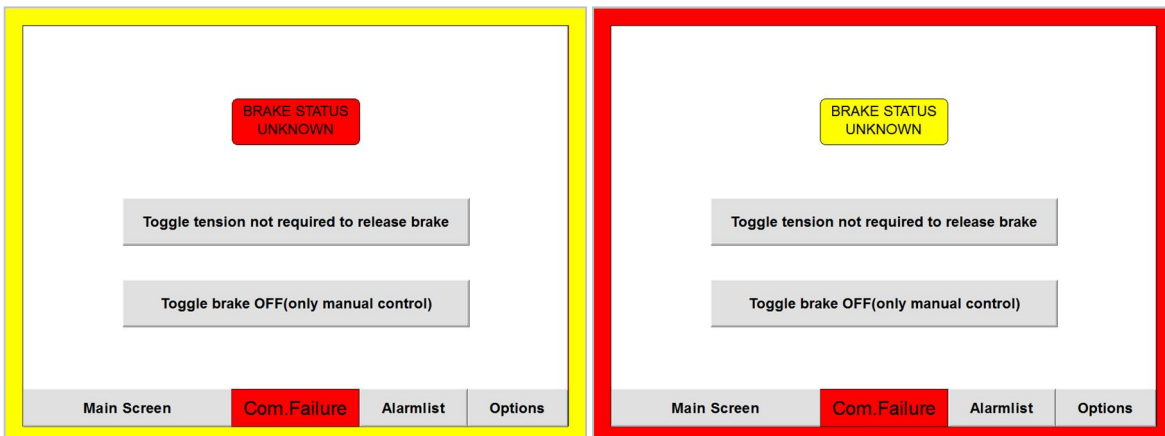 BRAKE STATUS
UNKNOWN
Toggle tension not required to release brake
Toggle brake OFF(only manual control)
Main Screen Com.Failure Alarmlist Options
BRAKE STATUS
UNKNOWN
Toggle tension not required to release brake
Toggle brake OFF(only manual control)
Main Screen Com.Failure Alarmlist Options